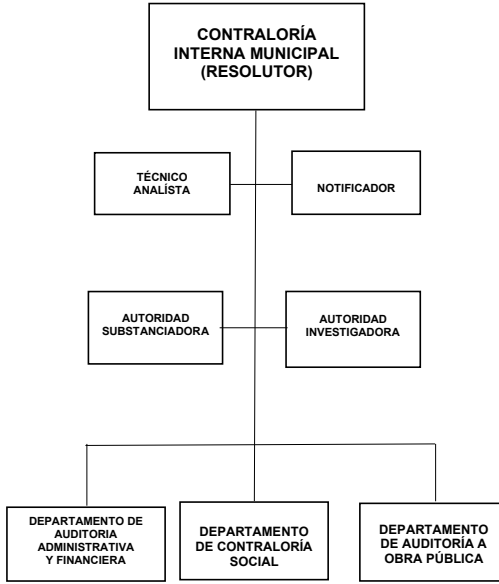 CONTRALORÍA
INTERNA MUNICIPAL
(RESOLUTOR)
TÉCNICO
ANALÍSTA
NOTIFICADOR
AUTORIDAD
SUBSTANCIADORA
AUTORIDAD
INVESTIGADORA
DEPARTAMENTO DE
AUDITORIA
ADMINISTRATIVA
Y FINANCIERA
DEPARTAMENTO
DE CONTRALORÍA
SOCIAL
DEPARTAMENTO
DE AUDITORÍA A
OBRA PÚBLICA